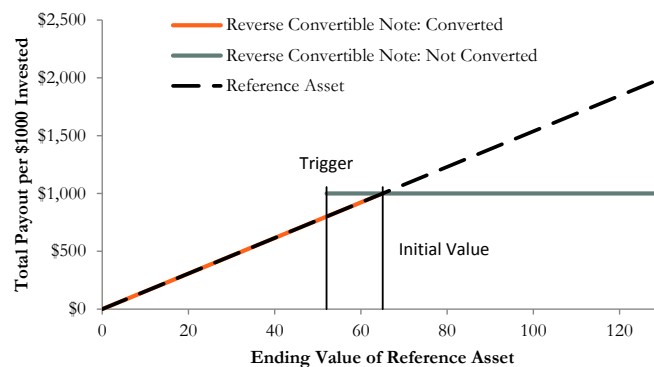 $2,500
Reverse Convertible Note: Converted
Reverse Convertible Note: Not Converted
$2,000
Reference Asset
$1,500
Trigger
$1,000
$500
Initial Value
$0
0 20 40 60 80 100 120
Total Payout per $1000 Invested
Ending Value of Reference Asset